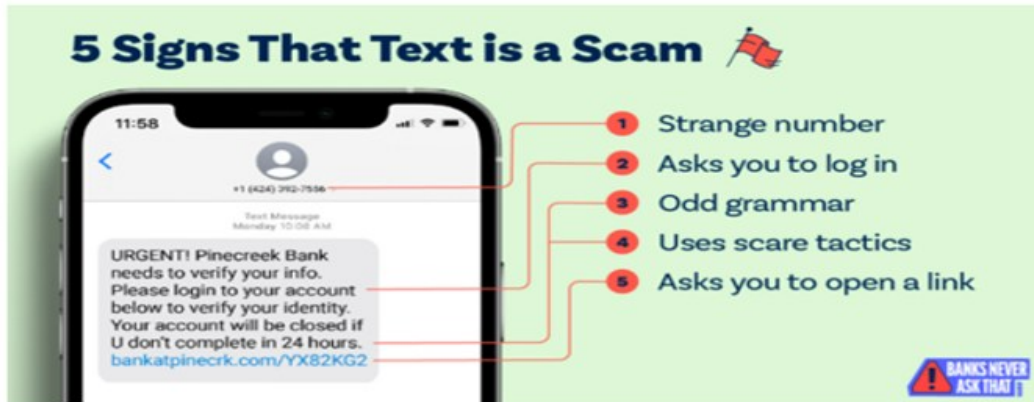 5 Signs That Text is a Scam
11:58
+1 (424) 392-7556
Text Message
Monday 10:08 AM
URGENT! Pinecreek Bank
needs to verify your info.
Please login to your account
below to verify your identity.
Your account will be closed if
U don't complete in 24 hours.
bankatpinecrk.com/YX82KG2
1 Strange number
2 Asks you to log in
3 Odd grammar
4 Uses scare tactics
5 Asks you to open a link
BANKS NEVER
ASK THAT